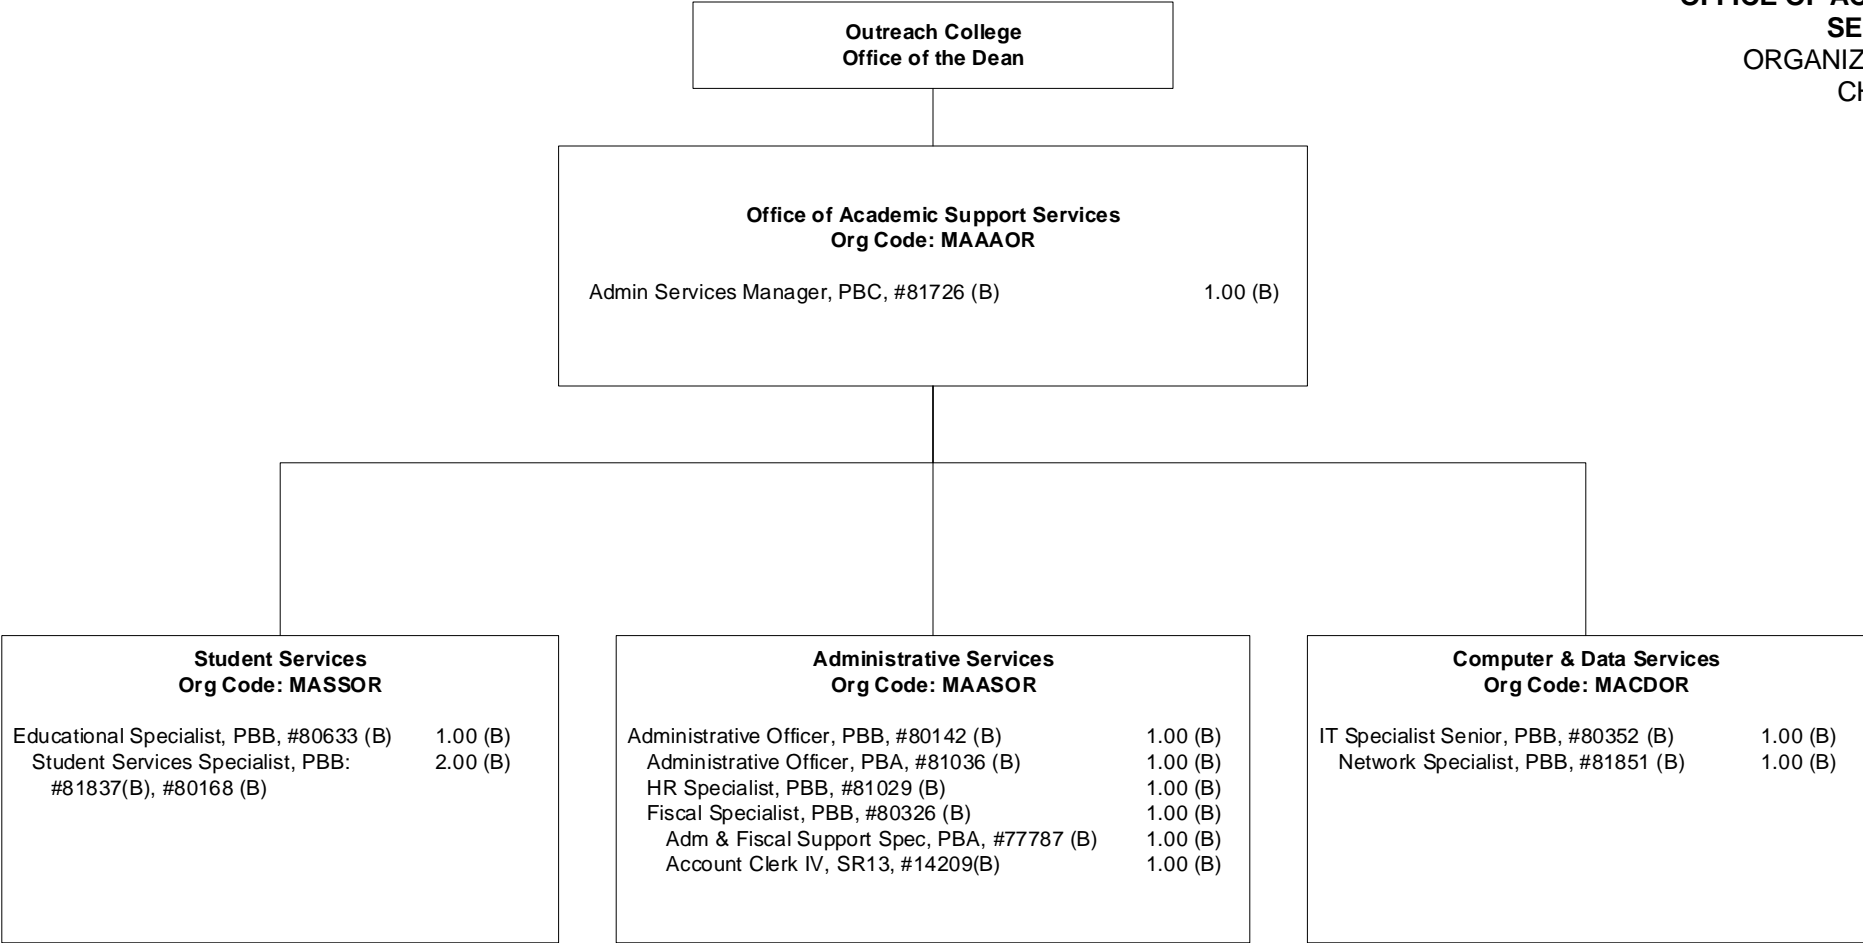 OFFICE OF
SE
ORGANIZ
CH
Outreach College
Office of the Dean
Office of Academic Support Services
Org Code: MAAAOR
Admin Services Manager, PBC, #81726 (B) 1.00 (B)
Student Services
Org Code: MASSOR
Educational Specialist, PBB, #80633 (B) 1.00 (B)
Student Services Specialist, PBB: 2.00 (B)
#81837(B), #80168 (B)
Administrative Services
Org Code: MAASOR
Administrative Officer, PBB, #80142 (B) 1.00 (B)
Administrative Officer, PBA, #81036 (B) 1.00 (B)
HR Specialist, PBB, #81029 (B) 1.00 (B)
Fiscal Specialist, PBB, #80326 (B) 1.00 (B)
Adm & Fiscal Support Spec, PBA, #77787 (B) 1.00 (B)
Account Clerk IV, SR13, #14209(B) 1.00 (B)
Computer & Data Services
Org Code: MACDOR
IT Specialist Senior, PBB, #80352 (B) 1.00 (B)
Network Specialist, PBB, #81851 (B) 1.00 (B)